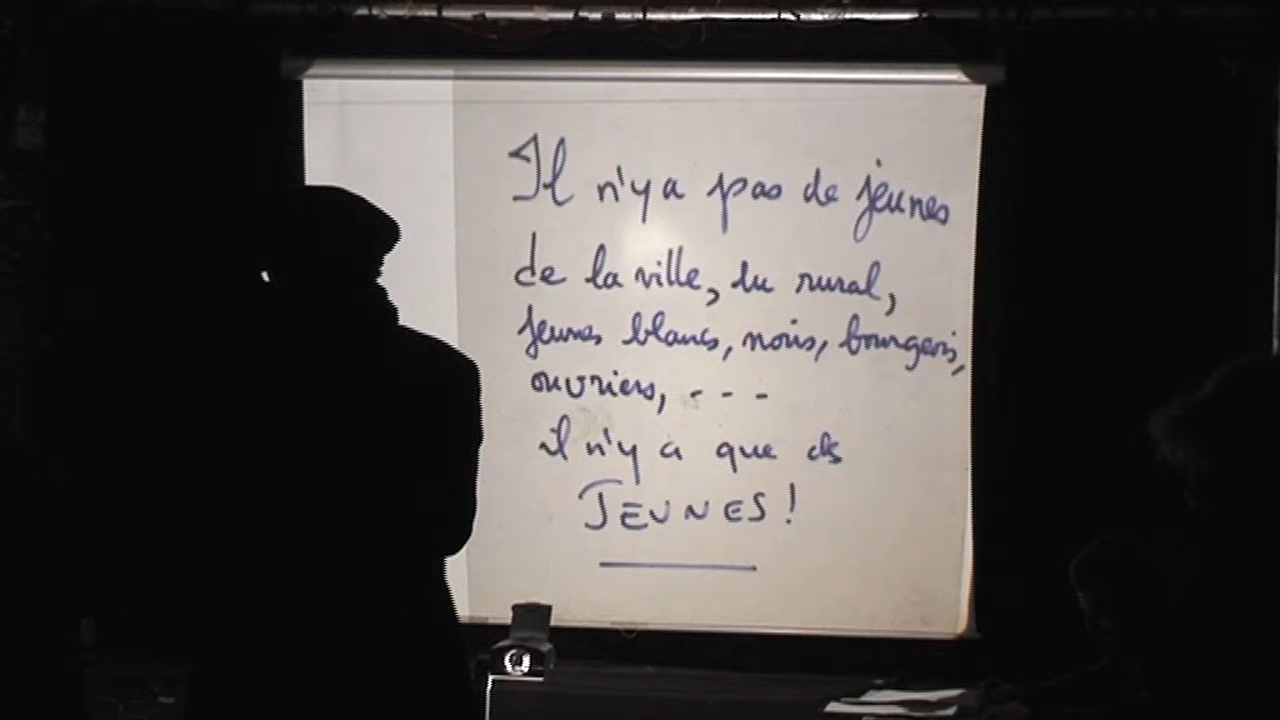 Il n'y a pas de jeunes
de la ville, du rural,
jeunes blancs, noirs, bourgeois,
ouvriers, - - -
il n'y a que des
JEUNES!